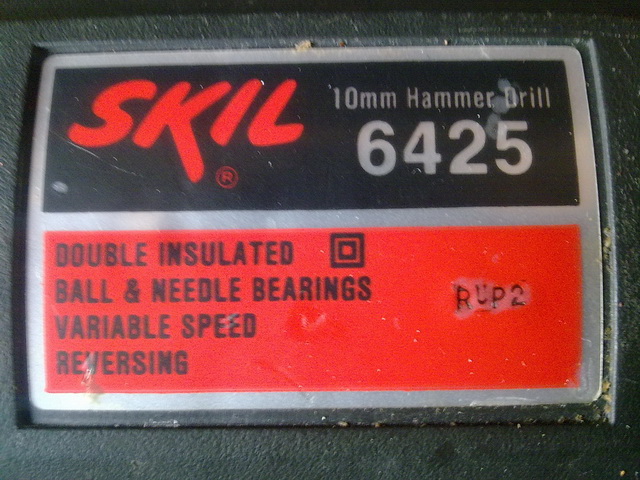 SKIL®
10mm Hammer Drill
6425
DOUBLE INSULATED
BALL & NEEDLE BEARINGS
VARIABLE SPEED
REVERSING
RUP2